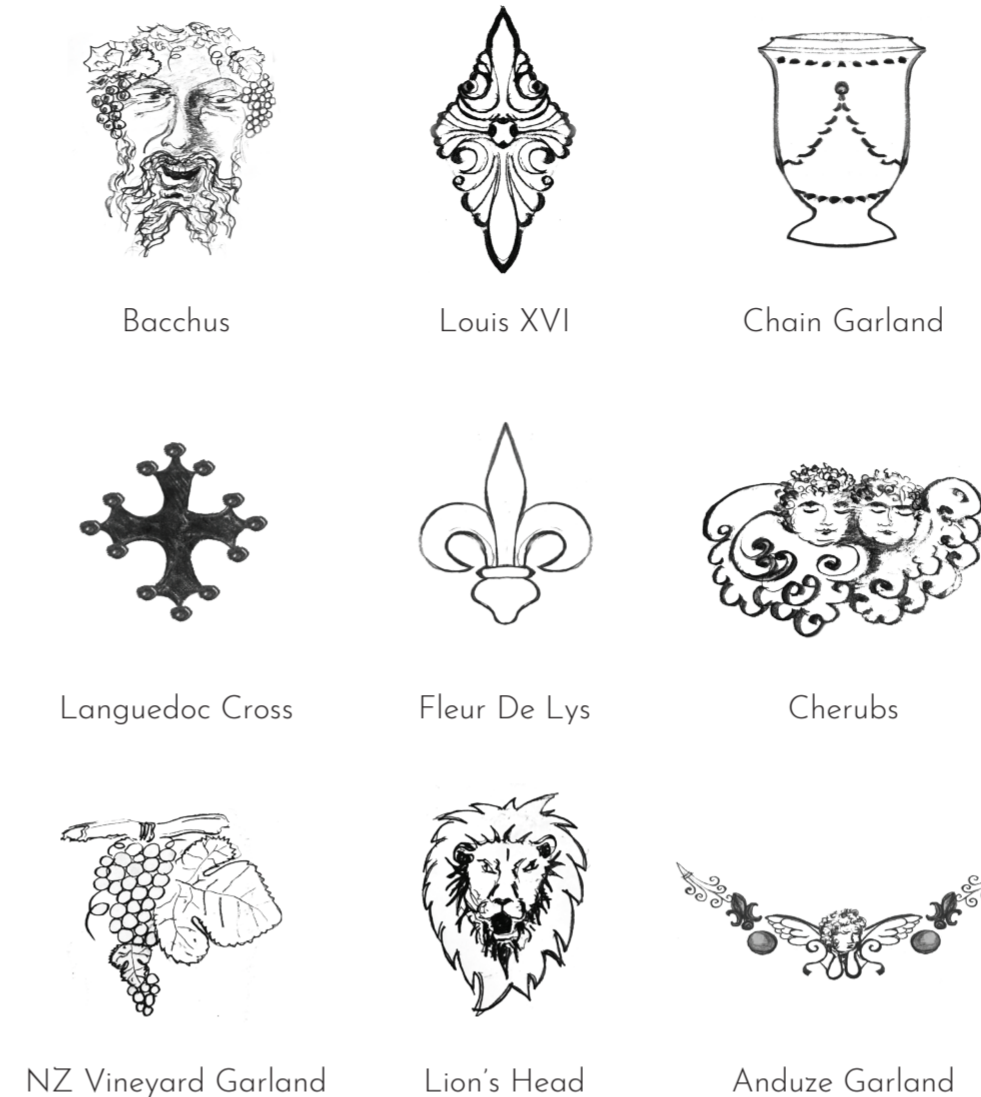 Bacchus
Louis XVI
Chain Garland
Languedoc Cross
Fleur De Lys
Cherubs
NZ Vineyard Garland
Lion's Head
Anduze Garland